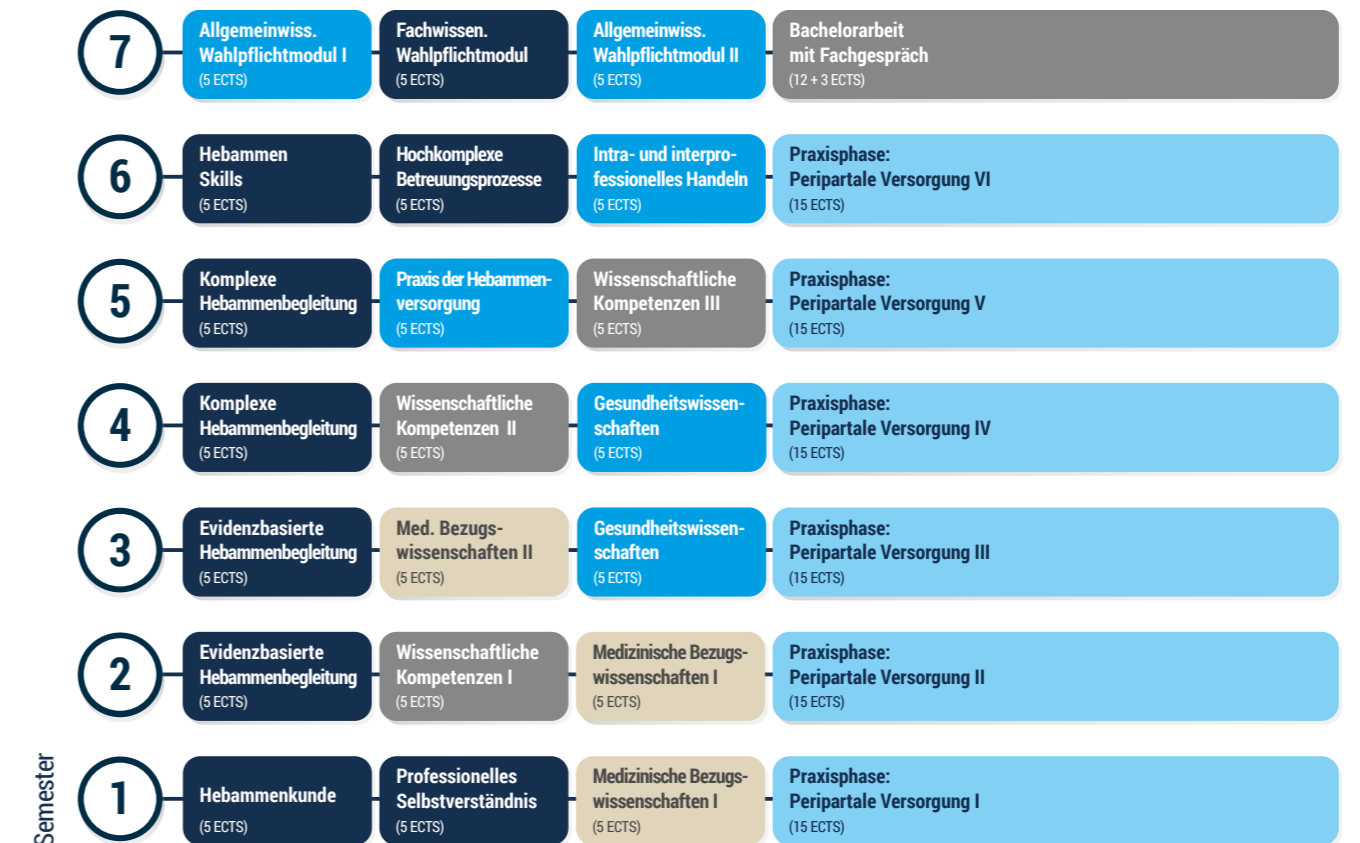 7
Allgemeinwiss.
Wahlpflichtmodul I
(5 ECTS)
Fachwissen.
Wahlpflichtmodul
(5 ECTS)
Allgemeinwiss.
Wahlpflichtmodul II
(5 ECTS)
Bachelorarbeit
mit Fachgespräch
(12 + 3 ECTS)
6
Hebammen
Skills
(5 ECTS)
Hochkomplexe
Betreuungsprozesse
(5 ECTS)
Intra- und interpro-
fessionelles Handeln
(5 ECTS)
Praxisphase:
Peripartale Versorgung VI
(15 ECTS)
5
Komplexe
Hebammenbegleitung
(5 ECTS)
Praxis der Hebammen-
versorgung
(5 ECTS)
Wissenschaftliche
Kompetenzen III
(5 ECTS)
Praxisphase:
Peripartale Versorgung V
(15 ECTS)
4
Komplexe
Hebammenbegleitung
(5 ECTS)
Wissenschaftliche
Kompetenzen II
(5 ECTS)
Gesundheitswissen-
schaften
(5 ECTS)
Praxisphase:
Peripartale Versorgung IV
(15 ECTS)
3
Evidenzbasierte
Hebammenbegleitung
(5 ECTS)
Med. Bezugs-
wissenschaften II
(5 ECTS)
Gesundheitswissen-
schaften
(5 ECTS)
Praxisphase:
Peripartale Versorgung III
(15 ECTS)
2
Evidenzbasierte
Hebammenbegleitung
(5 ECTS)
Wissenschaftliche
Kompetenzen I
(5 ECTS)
Medizinische Bezugs-
wissenschaften I
(5 ECTS)
Praxisphase:
Peripartale Versorgung II
(15 ECTS)
Semester
1
Hebammenkunde
(5 ECTS)
Professionelles
Selbstverständnis
(5 ECTS)
Medizinische Bezugs-
wissenschaften I
(5 ECTS)
Praxisphase:
Peripartale Versorgung I
(15 ECTS)